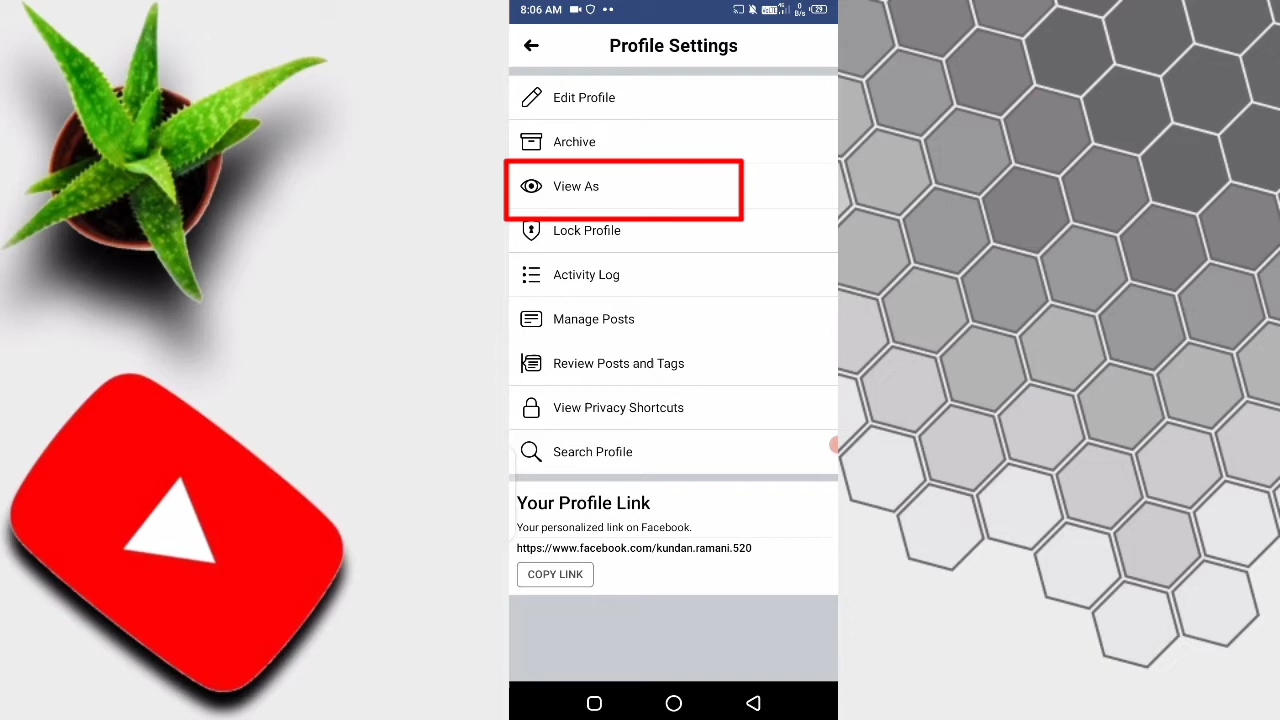 8:06 AM
0
B/s
29
Profile Settings
Edit Profile
Archive
View As
Lock Profile
Activity Log
Manage Posts
Review Posts and Tags
View Privacy Shortcuts
Search Profile
Your Profile Link
Your personalized link on Facebook.
https://www.facebook.com/kundan.ramani.520
COPY LINK